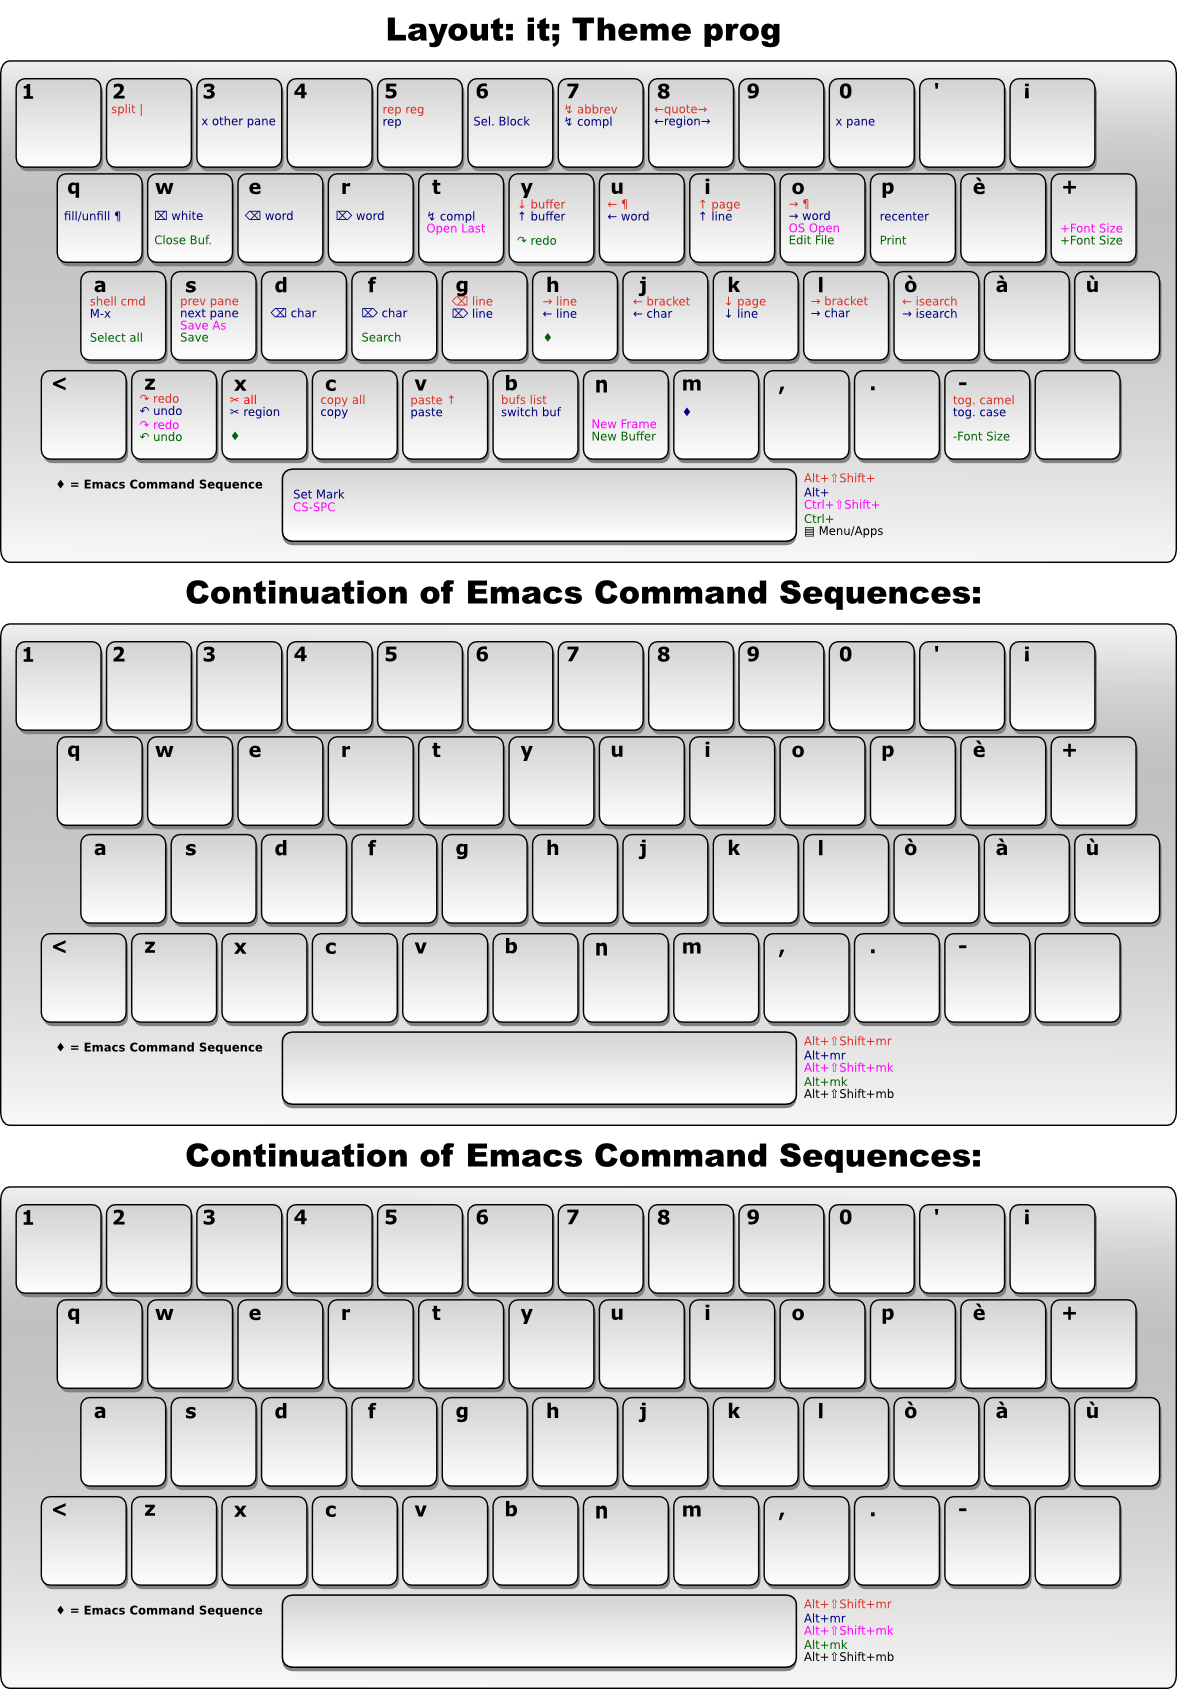 Layout: it; Theme prog
1 2 3 4 5 6 7 8 9 0 ' i
split | rep reg ↯ abbrev ←quote→
x other pane rep Sel. Block ↯ compl ←region→ x pane
q w e r t y u i o p è +
↓ buffer ← ¶ ↑ page → ¶
fill/unfill ¶ ⌧ white ⌫ word ⌦ word ↯ compl ↑ buffer ← word ↑ line → word recenter
Open Last OS Open +Font Size
Close Buf. ↷ redo Edit File Print +Font Size
a s d f g h j k l ò à ù
shell cmd prev pane ⌫ line → line ← bracket ↓ page → bracket ← isearch
M-x next pane ⌫ char ⌦ char ⌦ line ← line ← char ↓ line → char → isearch
Save As
Select all Save Search ♦
< z x c v b n m , . -
↷ redo ✂ all copy all paste ↑ bufs list tog. camel
↶ undo ✂ region copy paste switch buf ♦ tog. case
↷ redo New Frame
↶ undo ♦ New Buffer -Font Size
♦ = Emacs Command Sequence
Set Mark
CS-SPC
Alt+⇧Shift+
Alt+
Ctrl+⇧Shift+
Ctrl+
▤ Menu/Apps
Continuation of Emacs Command Sequences:
1 2 3 4 5 6 7 8 9 0 ' i
q w e r t y u i o p è +
a s d f g h j k l ò à ù
< z x c v b n m , . -
♦ = Emacs Command Sequence
Alt+⇧Shift+mr
Alt+mr
Alt+⇧Shift+mk
Alt+mk
Alt+⇧Shift+mb
Continuation of Emacs Command Sequences:
1 2 3 4 5 6 7 8 9 0 ' i
q w e r t y u i o p è +
a s d f g h j k l ò à ù
< z x c v b n m , . -
♦ = Emacs Command Sequence
Alt+⇧Shift+mr
Alt+mr
Alt+⇧Shift+mk
Alt+mk
Alt+⇧Shift+mb